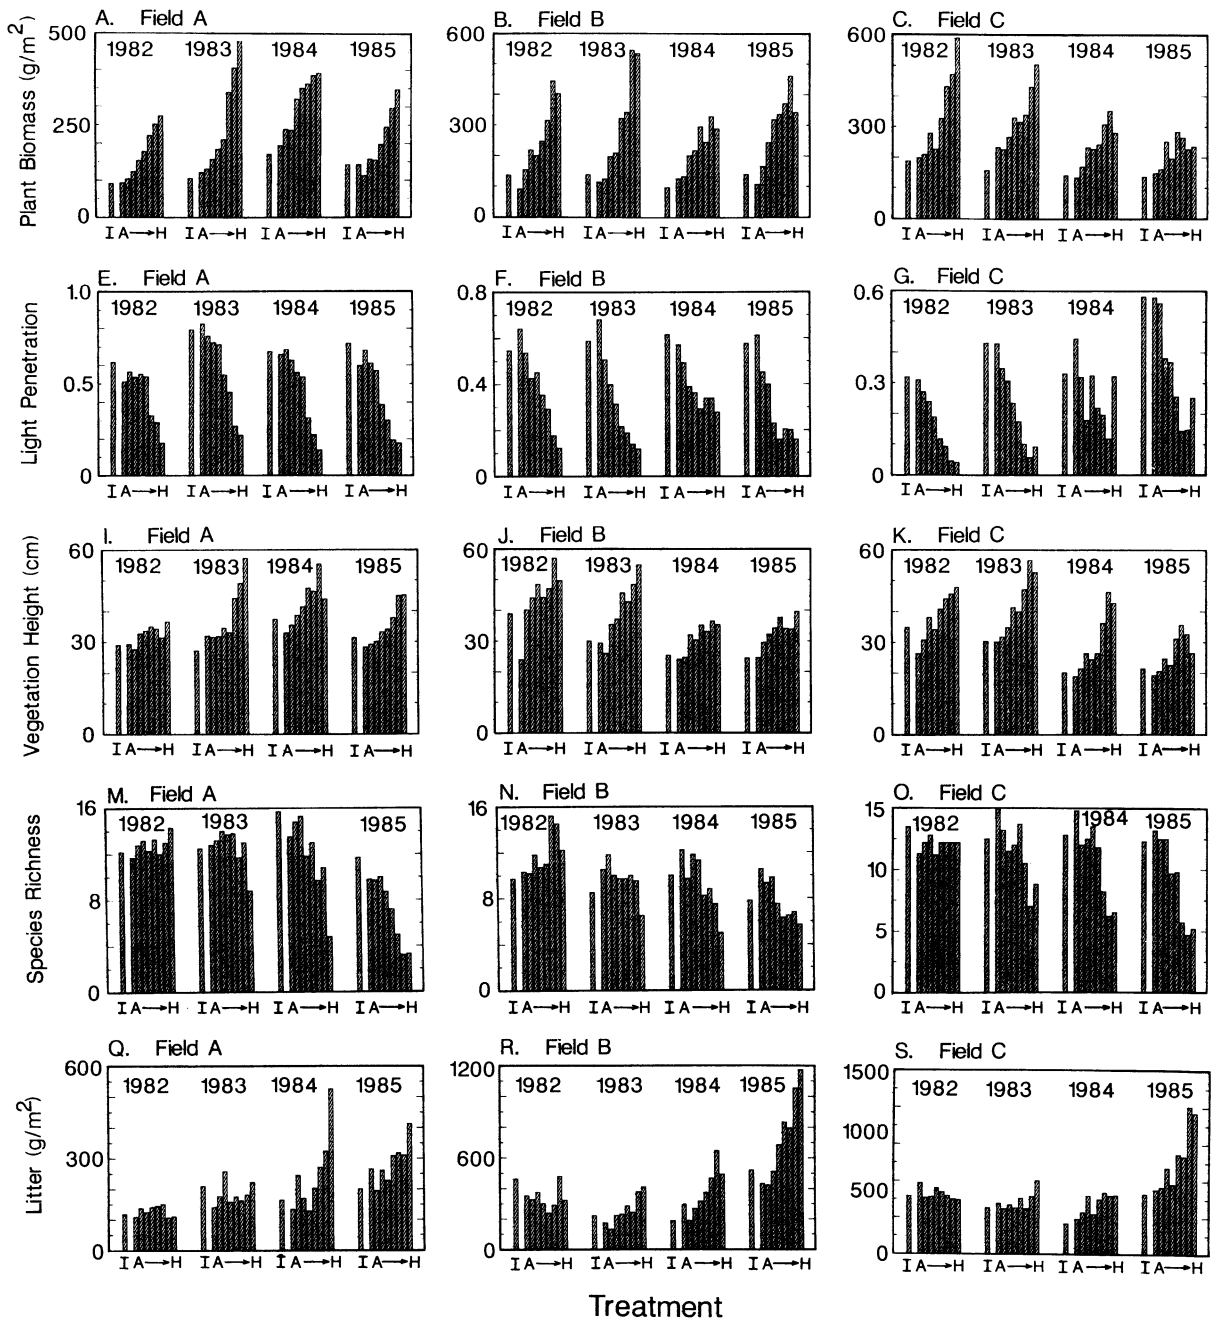 A. Field A B. Field B C. Field C
Plant Biomass (g/m2)
500 1982 1983 1984 1985 600 1982 1983 1984 1985 600 1982 1983 1984 1985
250 300 300
0 0 0
I A→H I A→H I A→H I A→H I A→H I A→H I A→H I A→H I A→H I A→H I A→H I A→H
E. Field A F. Field B G. Field C
Light Penetration
1.0 1982 1983 1984 1985 0.8 1982 1983 1984 1985 0.6 1982 1983 1984 1985
0.5 0.4 0.3
0 0 0
I A→H I A→H I A→H I A→H I A→H I A→H I A→H I A→H I A→H I A→H I A→H I A→H
I. Field A J. Field B K. Field C
Vegetation Height (cm)
60 1982 1983 1984 1985 60 1982 1983 1984 1985 60 1982 1983 1984 1985
30 30 30
0 0 0
I A→H I A→H I A→H I A→H I A→H I A→H I A→H I A→H I A→H I A→H I A→H I A→H
M. Field A N. Field B O. Field C
Species Richness
16 1982 1983 1985 16 1982 1983 1984 1985 15 1982 1984 1985
8 8 10
5
0 0 0
I A→H I A→H I A→H I A→H I A→H I A→H I A→H I A→H I A→H I A→H I A→H I A→H
Q. Field A R. Field B S. Field C
Litter (g/m2)
600 1982 1983 1984 1985 1200 1982 1983 1984 1985 1500 1982 1983 1984 1985
1000
300 600 500
0 0 0
I A→H I A→H I A→H I A→H I A→H I A→H I A→H I A→H I A→H I A→H I A→H I A→H
Treatment